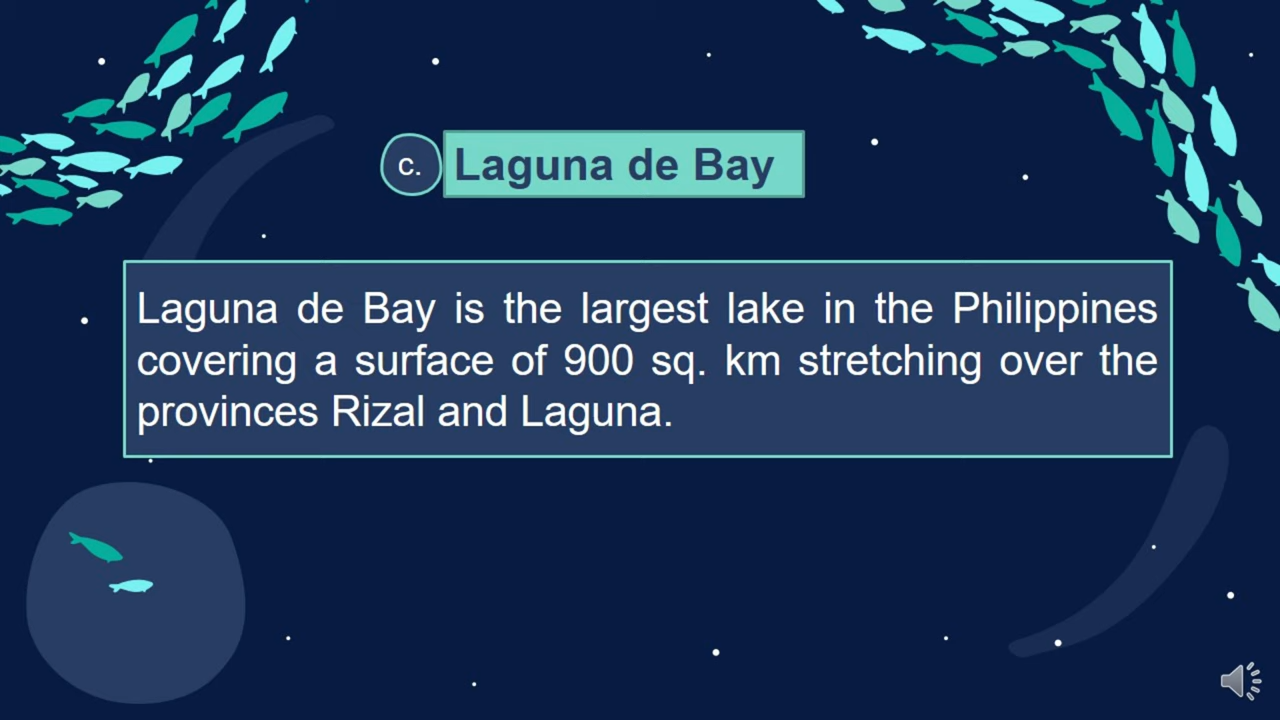 c. Laguna de Bay
Laguna de Bay is the largest lake in the Philippines
covering a surface of 900 sq. km stretching over the
provinces Rizal and Laguna.